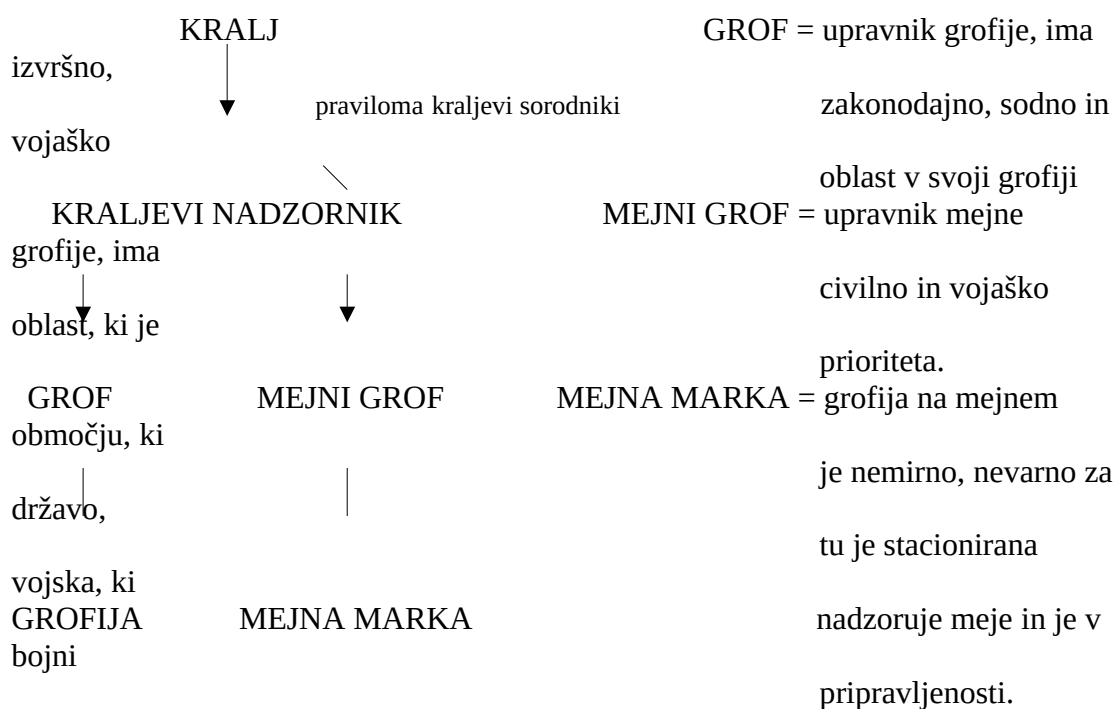 KRALJ GROF = upravnik grofije, ima
izvršno,
praviloma kraljevi sorodniki zakonodajno, sodno in
vojaško
oblast v svoji grofiji
KRALJEVI NADZORNIK MEJNI GROF = upravnik mejne
grofije, ima
civilno in vojaško
oblast, ki je
prioriteta.
GROF MEJNI GROF MEJNA MARKA = grofija na mejnem
območju, ki
je nemirno, nevarno za
državo,
tu je stacionirana
vojska, ki
GROFIJA MEJNA MARKA nadzoruje meje in je v
bojni
pripravljenosti.